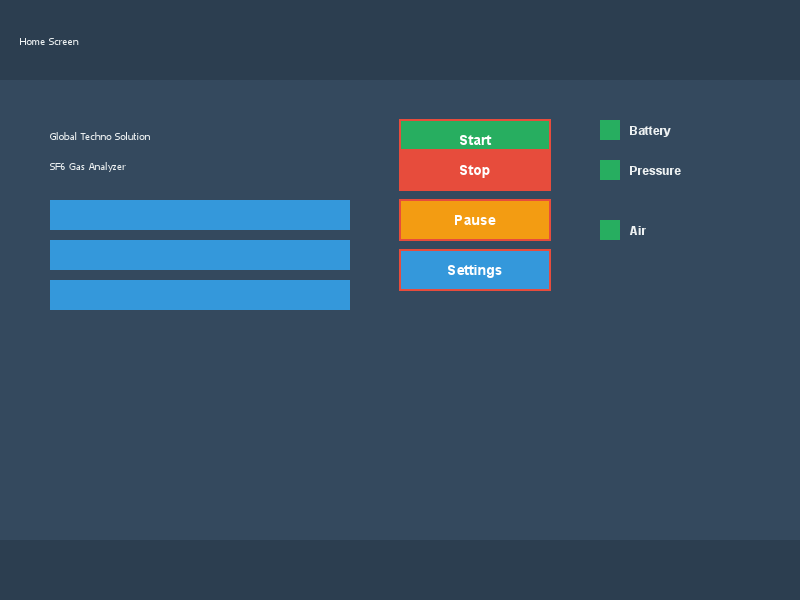 Home Screen
Global Techno Solution
SF6 Gas Analyzer
Start
Stop
Pause
Settings
Battery
Pressure
Air